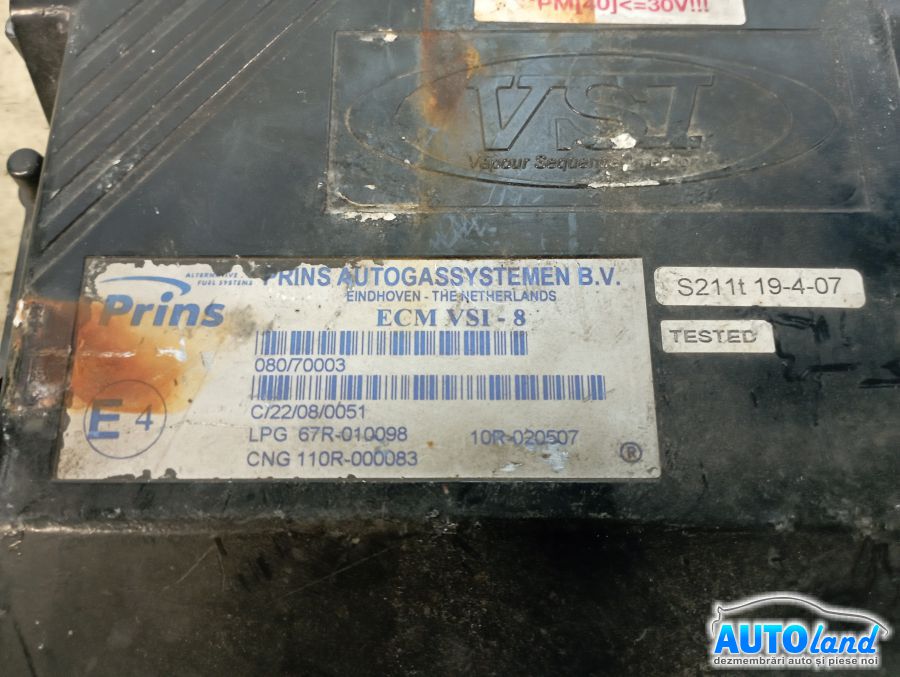 PM[40]<=30V!!!
VSI
Vapour Sequential
ALTERNATIVE
FUEL SYSTEMS
Prins
PRINS AUTOGASSYSTEMEN B.V.
EINDHOVEN - THE NETHERLANDS
ECM VSI - 8
080/70003
C/22/08/0051
E 4
LPG 67R-010098 10R-020507
CNG 110R-000083
®
S211t 19-4-07
TESTED
AUTOland
dezmembrări auto și piese noi